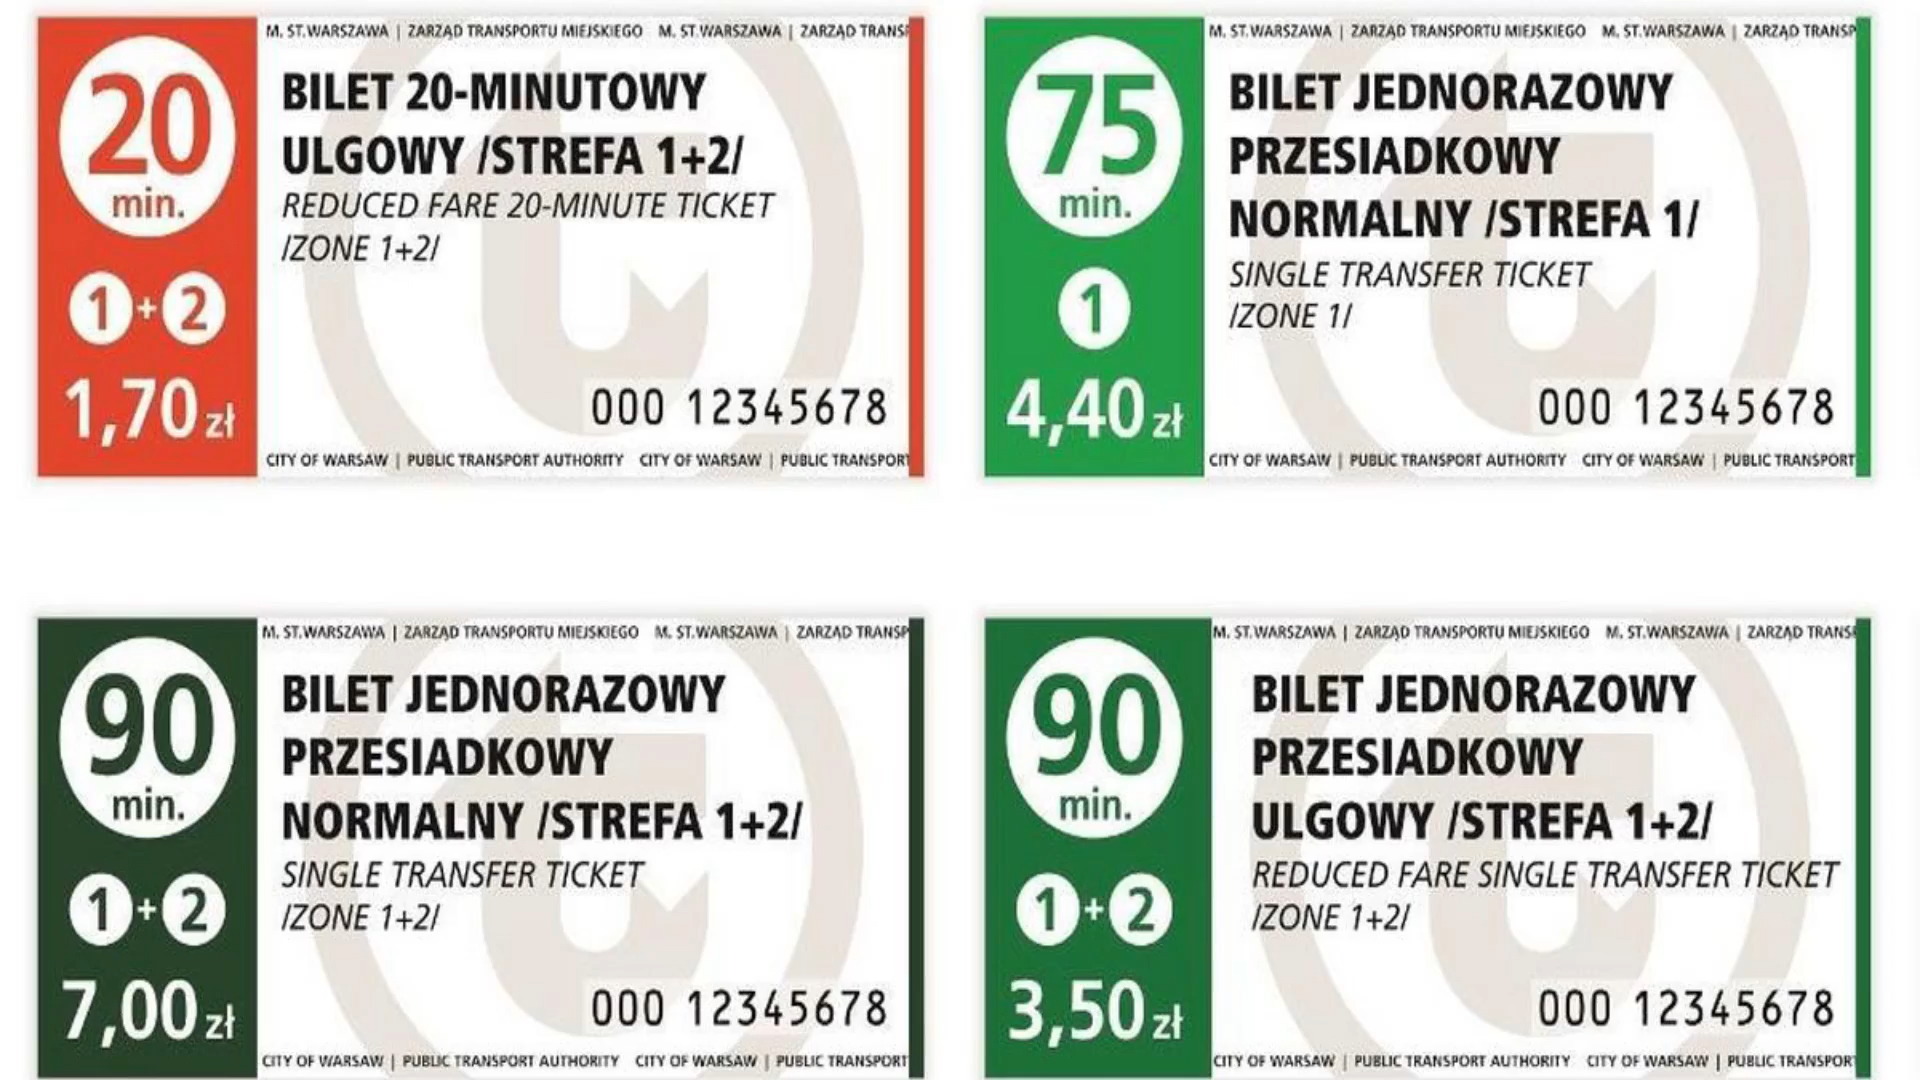 M. ST.WARSZAWA | ZARZĄD TRANSPORTU MIEJSKIEGO M. ST.WARSZAWA | ZARZĄD
20
min.
1 + 2
1,70 zł
BILET 20-MINUTOWY
ULGOWY /STREFA 1+2/
REDUCED FARE 20-MINUTE TICKET
/ZONE 1+2/
000 12345678
CITY OF WARSAW | PUBLIC TRANSPORT AUTHORITY CITY OF WARSAW | PUBLIC TRANSPORT
M. ST.WARSZAWA | ZARZĄD TRANSPORTU MIEJSKIEGO M. ST.WARSZAWA | ZARZĄD
75
min.
1
4,40 zł
BILET JEDNORAZOWY
PRZESIADKOWY
NORMALNY /STREFA 1/
SINGLE TRANSFER TICKET
/ZONE 1/
000 12345678
CITY OF WARSAW | PUBLIC TRANSPORT AUTHORITY CITY OF WARSAW | PUBLIC TRANSPORT
M. ST.WARSZAWA | ZARZĄD TRANSPORTU MIEJSKIEGO M. ST.WARSZAWA | ZARZĄD
90
min.
1 + 2
7,00 zł
BILET JEDNORAZOWY
PRZESIADKOWY
NORMALNY /STREFA 1+2/
SINGLE TRANSFER TICKET
/ZONE 1+2/
000 12345678
CITY OF WARSAW | PUBLIC TRANSPORT AUTHORITY CITY OF WARSAW | PUBLIC TRANSPORT
M. ST.WARSZAWA | ZARZĄD TRANSPORTU MIEJSKIEGO M. ST.WARSZAWA | ZARZĄD
90
min.
1 + 2
3,50 zł
BILET JEDNORAZOWY
PRZESIADKOWY
ULGOWY /STREFA 1+2/
REDUCED FARE SINGLE TRANSFER TICKET
/ZONE 1+2/
000 12345678
CITY OF WARSAW | PUBLIC TRANSPORT AUTHORITY CITY OF WARSAW | PUBLIC TRANSPORT